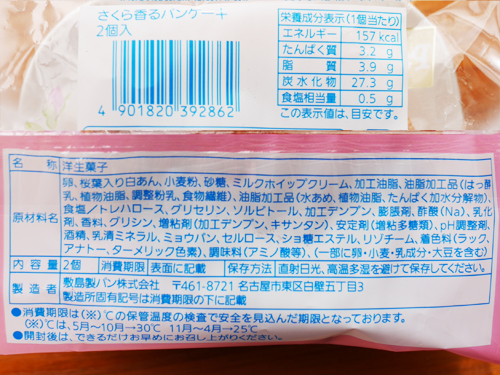 さくら香るパンケーキ
2個入
4 901820 392862
栄養成分表示(1個当たり)
エネルギー 157 kcal
たんぱく質 3.2 g
脂質 3.9 g
炭水化物 27.3 g
食塩相当量 0.5 g
この表示値は、目安です。
名称 洋生菓子
原材料名 卵、桜葉入り白あん、小麦粉、砂糖、ミルクホイップクリーム、加工油脂、油脂加工品(はっ酵
乳、植物油脂、調整粉乳、食物繊維)、油脂加工品(水あめ、植物油脂、たんぱく加水分解物)、
食塩/トレハロース、グリセリン、ソルビトール、加工デンプン、膨張剤、酢酸(Na)、乳化
剤、香料、グリシン、増粘剤(加工デンプン、キサンタン)、安定剤(増粘多糖類)、pH調整剤、
酒精、乳清ミネラル、ミョウバン、セルロース、ショ糖エステル、リゾチーム、着色料(ラック、
アナトー、ターメリック色素)、調味料(アミノ酸等)、(一部に卵・小麦・乳成分・大豆を含む)
内容量 2個 消費期限 表面に記載 保存方法 直射日光、高温多湿を避けて保存してください。
製造者 敷島製パン株式会社 〒461-8721 名古屋市東区白壁五丁目3
製造所固有記号は消費期限の下に記載
●消費期限は(※)℃の保管温度の検査で安全を見込んだ期限となっております。
(※)℃は、5月~10月→30℃ 11月~4月→25℃
●開封後は、できるだけお早めにお召し上がりください。